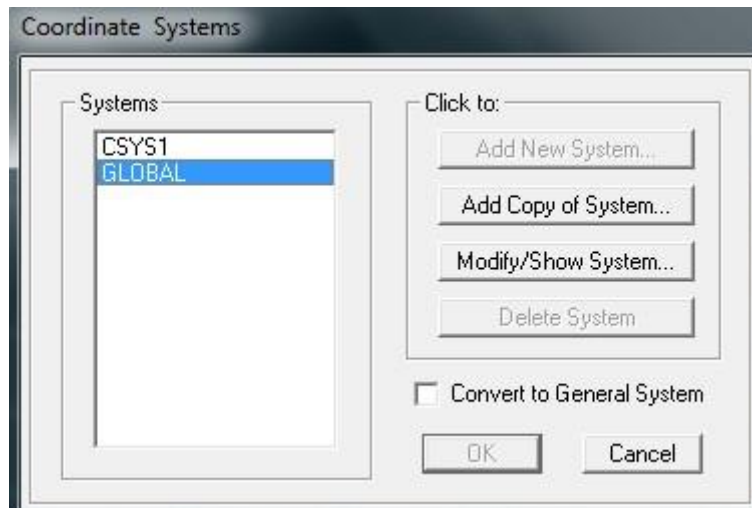 Coordinate Systems
Systems
CSYS1
GLOBAL
Click to:
Add New System...
Add Copy of System...
Modify/Show System...
Delete System
Convert to General System
OK
Cancel